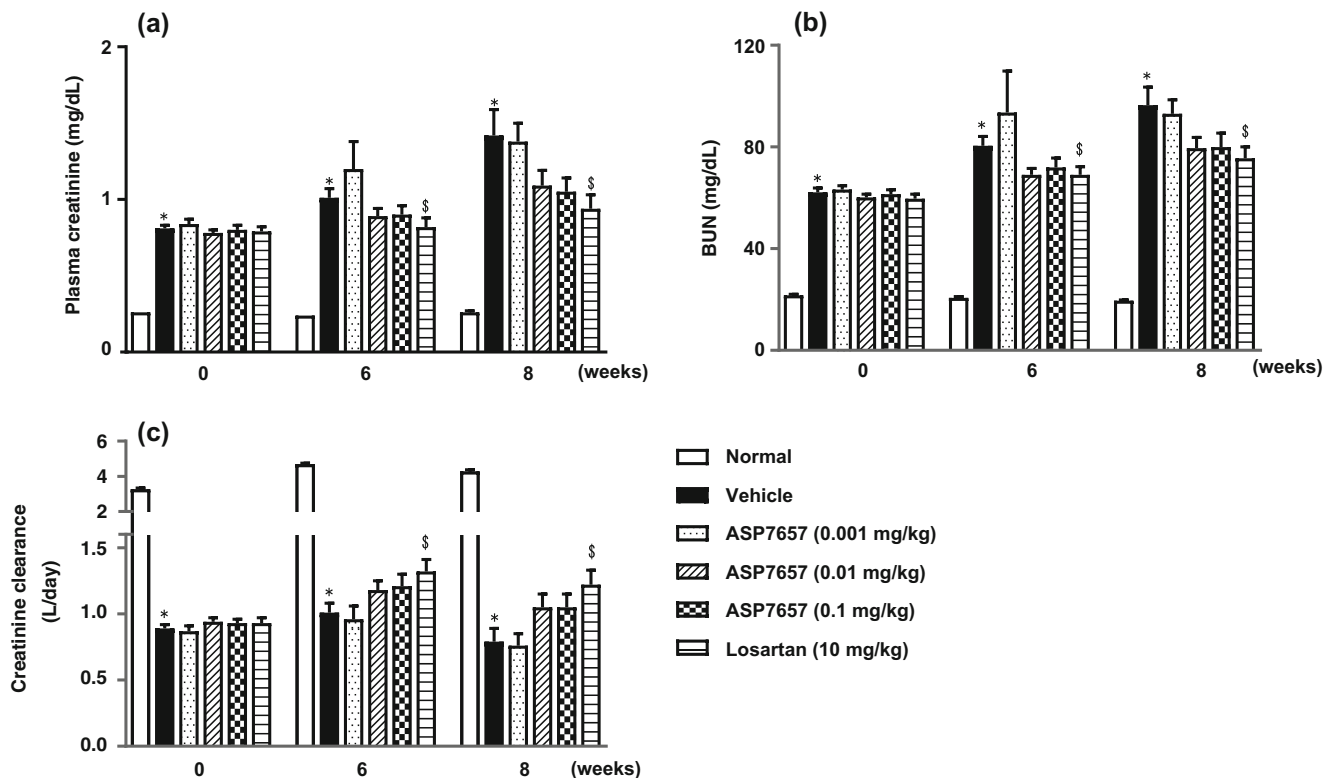 (a)
Plasma creatinine (mg/dL)
2
1
0
*
*
$
*
$
0 6 8 (weeks)
(b)
BUN (mg/dL)
120
80
40
0
*
*
$
*
$
0 6 8 (weeks)
(c)
Creatinine clearance
(L/day)
6
4
2
1.5
1.0
0.5
0.0
*
*
$
*
$
0 6 8 (weeks)
Normal
Vehicle
ASP7657 (0.001 mg/kg)
ASP7657 (0.01 mg/kg)
ASP7657 (0.1 mg/kg)
Losartan (10 mg/kg)